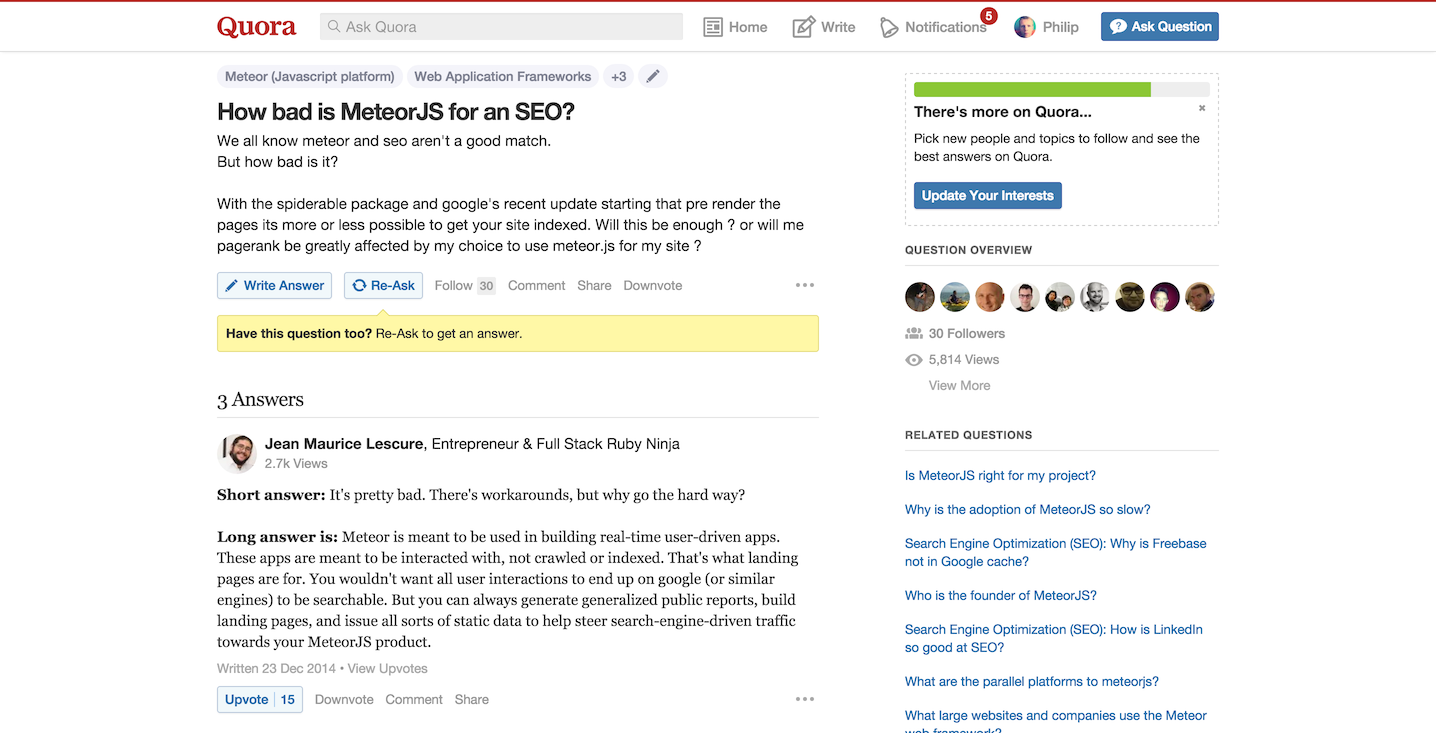 Quora
Ask Quora
Home
Write
Notifications
5
Philip
Ask Question
Meteor (Javascript platform)
Web Application Frameworks
+3
How bad is MeteorJS for an SEO?
We all know meteor and seo aren't a good match.
But how bad is it?
With the spiderable package and google's recent update starting that pre render the
pages its more or less possible to get your site indexed. Will this be enough ? or will me
pagerank be greatly affected by my choice to use meteor.js for my site ?
Write Answer
Re-Ask
Follow 30
Comment
Share
Downvote
Have this question too? Re-Ask to get an answer.
3 Answers
Jean Maurice Lescure, Entrepreneur & Full Stack Ruby Ninja
2.7k Views
Short answer: It's pretty bad. There's workarounds, but why go the hard way?
Long answer is: Meteor is meant to be used in building real-time user-driven apps.
These apps are meant to be interacted with, not crawled or indexed. That's what landing
pages are for. You wouldn't want all user interactions to end up on google (or similar
engines) to be searchable. But you can always generate generalized public reports, build
landing pages, and issue all sorts of static data to help steer search-engine-driven traffic
towards your MeteorJS product.
Written 23 Dec 2014 • View Upvotes
Upvote 15
Downvote
Comment
Share
There's more on Quora...
Pick new people and topics to follow and see the
best answers on Quora.
Update Your Interests
QUESTION OVERVIEW
30 Followers
5,814 Views
View More
RELATED QUESTIONS
Is MeteorJS right for my project?
Why is the adoption of MeteorJS so slow?
Search Engine Optimization (SEO): Why is Freebase
not in Google cache?
Who is the founder of MeteorJS?
Search Engine Optimization (SEO): How is LinkedIn
so good at SEO?
What are the parallel platforms to meteorjs?
What large websites and companies use the Meteor
web framework?